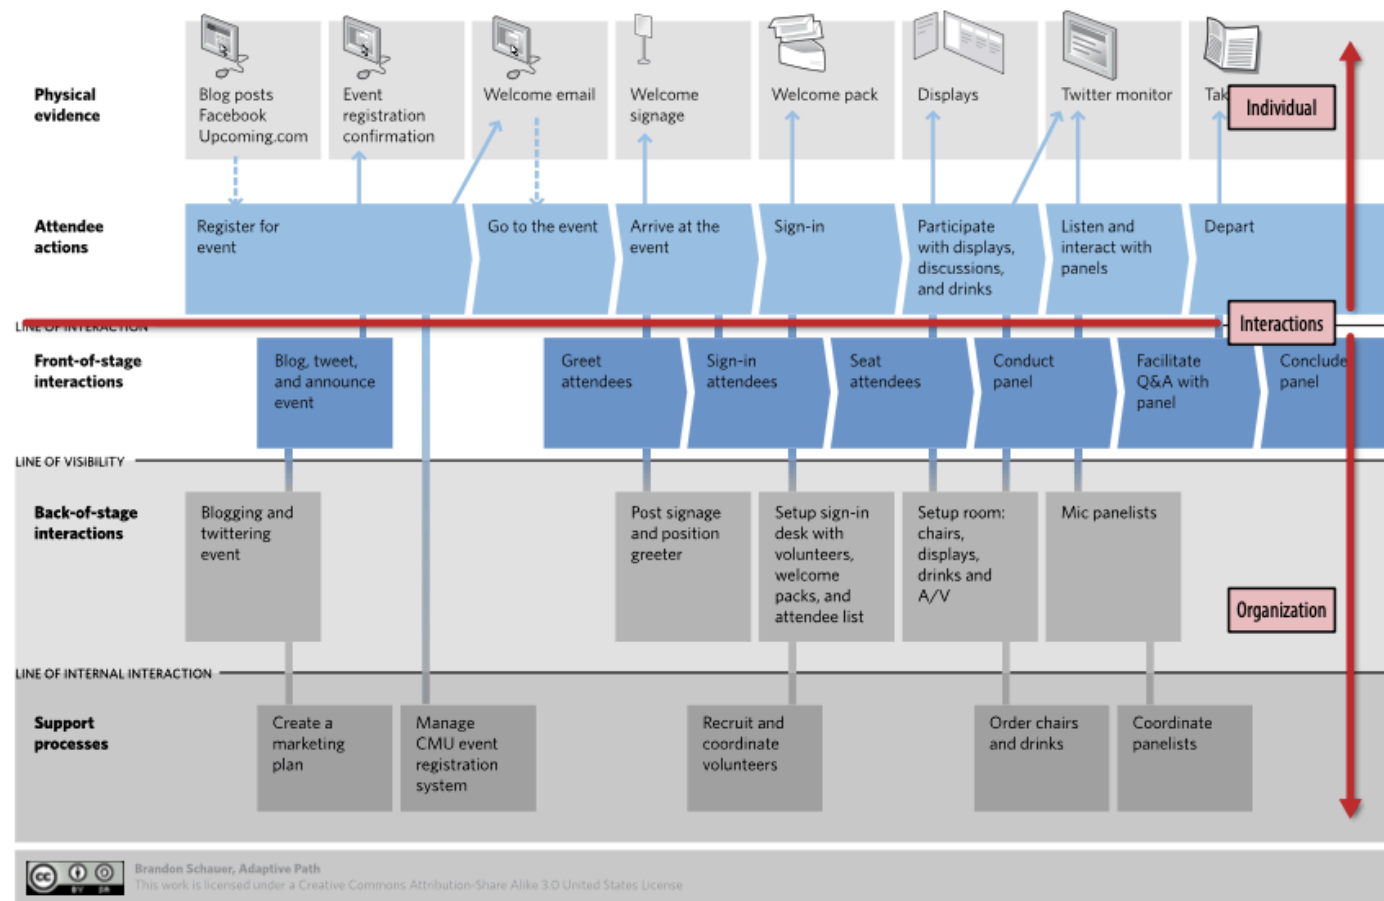 Physical
evidence
Blog posts
Facebook
Upcoming.com
Event
registration
confirmation
Welcome email
Welcome
signage
Welcome pack
Displays
Twitter monitor
Individual
Attendee
actions
Register for
event
Go to the event
Arrive at the
event
Sign-in
Participate
with displays,
discussions,
and drinks
Listen and
interact with
panels
Depart
LINE OF INTERACTION
Interactions
Front-of-stage
interactions
Blog, tweet,
and announce
event
Greet
attendees
Sign-in
attendees
Seat
attendees
Conduct
panel
Facilitate
Q&A with
panel
Conclude
panel
LINE OF VISIBILITY
Back-of-stage
interactions
Blogging and
twittering
event
Post signage
and position
greeter
Setup sign-in
desk with
volunteers,
welcome
packs, and
attendee list
Setup room:
chairs,
displays,
drinks and
A/V
Mic panelists
Organization
LINE OF INTERNAL INTERACTION
Support
processes
Create a
marketing
plan
Manage
CMU event
registration
system
Recruit and
coordinate
volunteers
Order chairs
and drinks
Coordinate
panelists
cc
BY SA
Brandon Schauer, Adaptive Path
This work is licensed under a Creative Commons Attribution-Share Alike 3.0 United States License